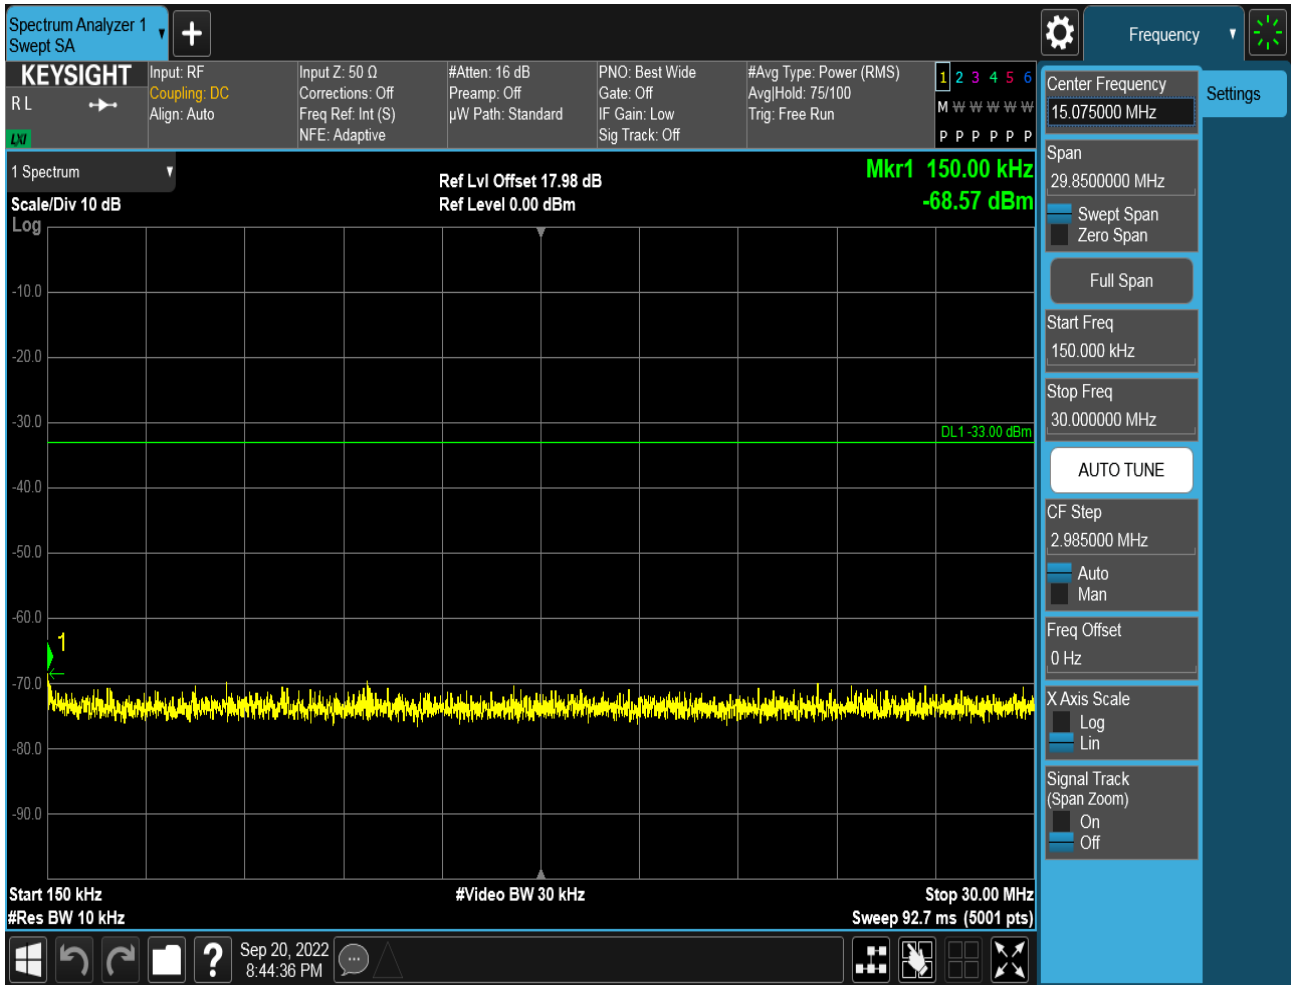 Spectrum Analyzer 1
Swept SA
Frequency
KEYSIGHT
R L
LXI
Input: RF
Coupling: DC
Align: Auto
Input Z: 50 Ω
Corrections: Off
Freq Ref: Int (S)
NFE: Adaptive
#Atten: 16 dB
Preamp: Off
µW Path: Standard
PNO: Best Wide
Gate: Off
IF Gain: Low
Sig Track: Off
#Avg Type: Power (RMS)
Avg|Hold: 75/100
Trig: Free Run
1 2 3 4 5 6
M W W W W W
P P P P P P
1 Spectrum
Scale/Div 10 dB
Log
Ref Lvl Offset 17.98 dB
Ref Level 0.00 dBm
Mkr1 150.00 kHz
-68.57 dBm
-10.0
-20.0
-30.0
DL1 -33.00 dBm
-40.0
-50.0
-60.0
1
-70.0
-80.0
-90.0
Start 150 kHz
#Video BW 30 kHz
Stop 30.00 MHz
#Res BW 10 kHz
Sweep 92.7 ms (5001 pts)
Center Frequency
15.075000 MHz
Settings
Span
29.8500000 MHz
Swept Span
Zero Span
Full Span
Start Freq
150.000 kHz
Stop Freq
30.000000 MHz
AUTO TUNE
CF Step
2.985000 MHz
Auto
Man
Freq Offset
0 Hz
X Axis Scale
Log
Lin
Signal Track
(Span Zoom)
On
Off
?
Sep 20, 2022
8:44:36 PM